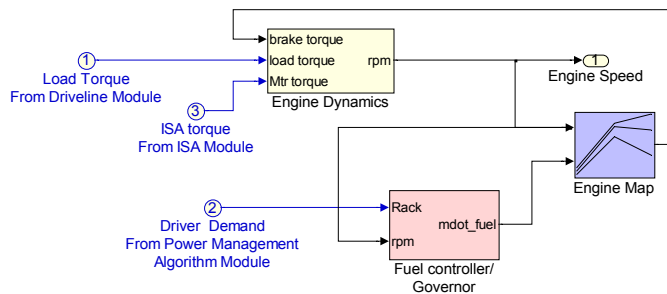 brake torque
1
load torque
rpm
1
Load Torque
From Driveline Module
Mtr torque
Engine Speed
Engine Dynamics
3
ISA torque
From ISA Module
Engine Map
2
Rack
Driver Demand
From Power Management
Algorithm Module
mdot_fuel
rpm
Fuel controller/
Governor